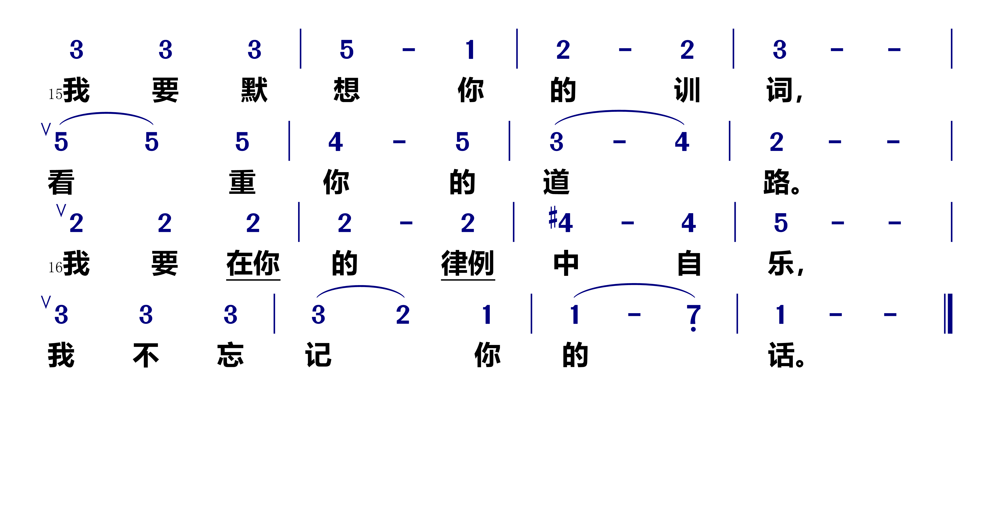 3 3 3 | 5 - 1 | 2 - 2 | 3 - - |
15我 要 默 想 你 的 训 词,
V 5 5 5 | 4 - 5 | 3 - 4 | 2 - - |
看 重 你 的 道 路。
V 2 2 2 | 2 - 2 | ♯4 - 4 | 5 - - |
16我 要 在你 的 律例 中 自 乐,
V 3 3 3 | 3 2 1 | 1 - 7̣ | 1 - - ‖
我 不 忘 记 你 的 话。